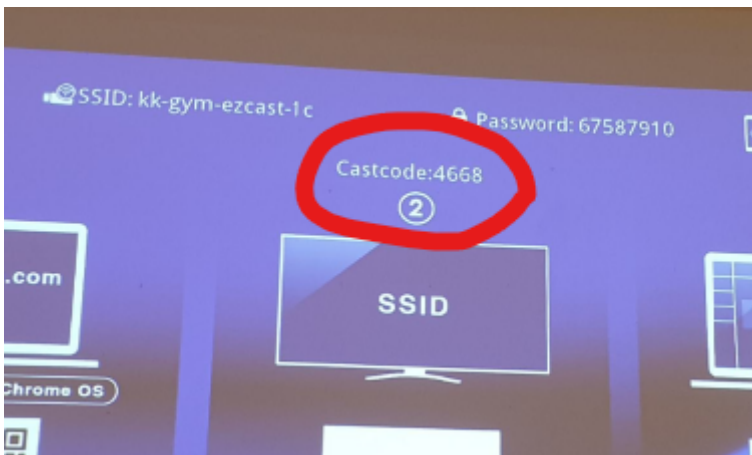 SSID: kk-gym-ezcast-1c
Password: 67587910
Castcode:4668
2
.com
SSID
Chrome OS